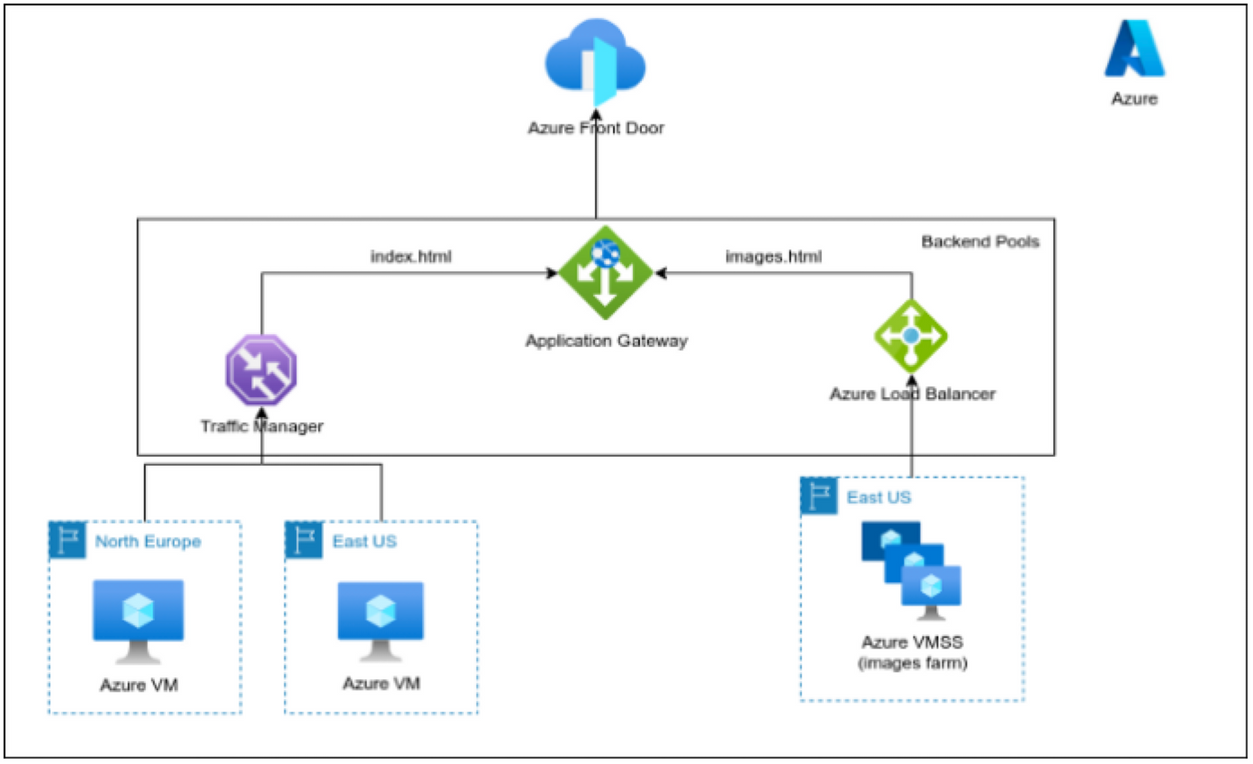 Azure Front Door
Azure
Backend Pools
index.html
images.html
Application Gateway
Azure Load Balancer
Traffic Manager
East US
North Europe
East US
Azure VMSS
(images farm)
Azure VM
Azure VM